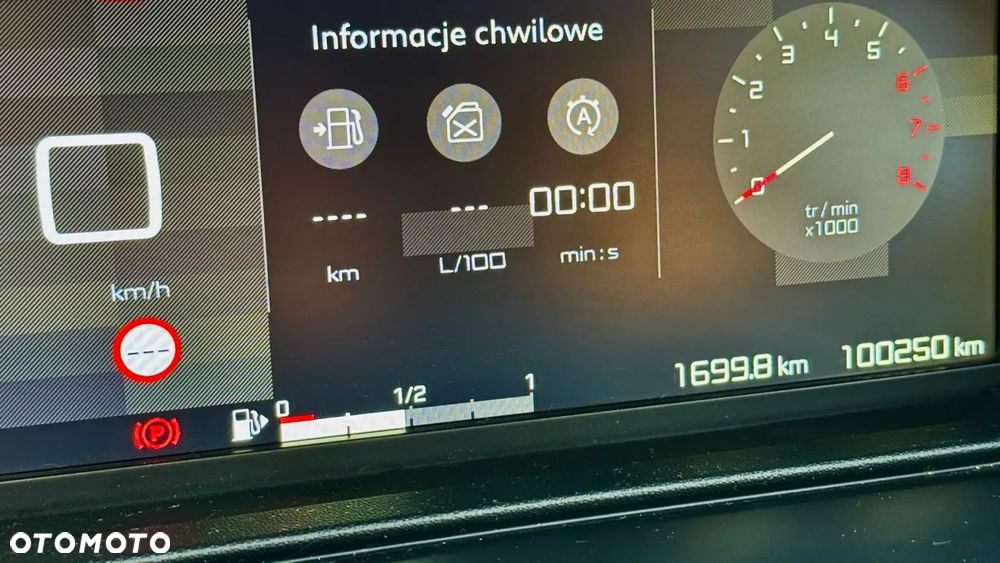 Informacje chwilowe
A
---- 
km
---
L/100
00:00
min:s
0
km/h
---
P
0 1/2 1
0 1 2 3 4 5 6 7 8
tr/min
x1000
1699.8 km
100250 km
OTOMOTO